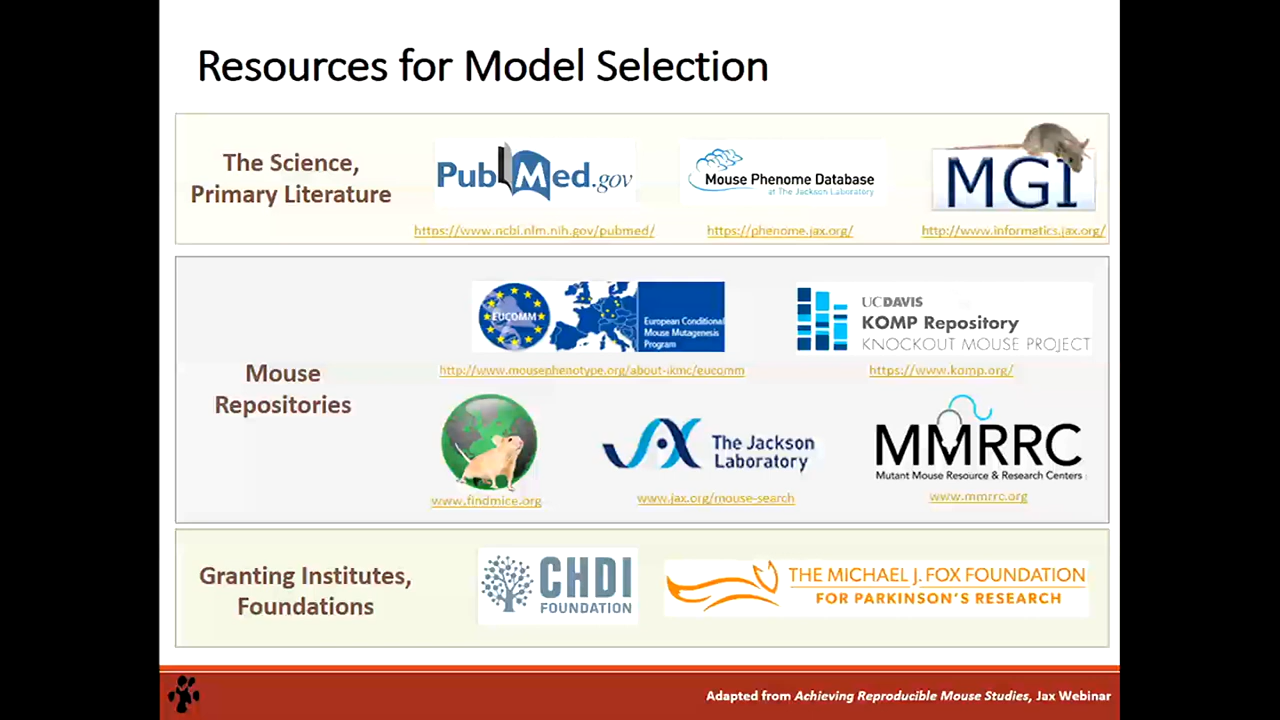 Resources for Model Selection
The Science,
Primary Literature
PubMed.gov
https://www.ncbi.nlm.nih.gov/pubmed/
Mouse Phenome Database
at The Jackson Laboratory
https://phenome.jax.org/
MGI
http://www.informatics.jax.org/
Mouse
Repositories
EUCOMM
European Conditional
Mouse Mutagenesis
Program
http://www.mousephenotype.org/about-ikmc/eucomm
UCDAVIS
KOMP Repository
KNOCKOUT MOUSE PROJECT
https://www.komp.org/
www.findmice.org
The Jackson
Laboratory
www.jax.org/mouse-search
MMRRC
Mutant Mouse Resource & Research Centers
www.mmrrc.org
Granting Institutes,
Foundations
CHDI
FOUNDATION
THE MICHAEL J. FOX FOUNDATION
FOR PARKINSON'S RESEARCH
Adapted from Achieving Reproducible Mouse Studies, Jax Webinar